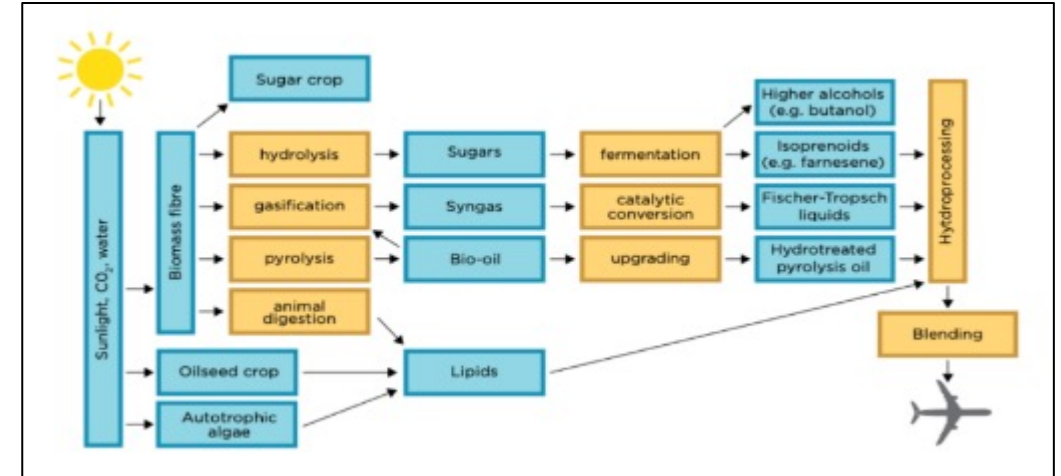 Sunlight, CO₂, water
Biomass fibre
Sugar crop
hydrolysis
gasification
pyrolysis
animal
digestion
Oilseed crop
Autotrophic
algae
Sugars
Syngas
Bio-oil
Lipids
fermentation
catalytic
conversion
upgrading
Higher alcohols
(e.g. butanol)
Isoprenoids
(e.g. farnesene)
Fischer-Tropsch
liquids
Hydrotreated
pyrolysis oil
Hytdroprocessing
Blending